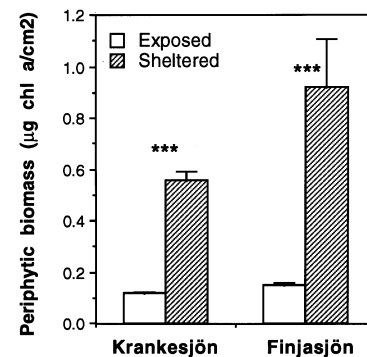 Periphytic biomass (µg chl a/cm2)
1.2
1.0
0.8
0.6
0.4
0.2
0.0
Exposed
Sheltered
***
***
Krankesjön
Finjasjön